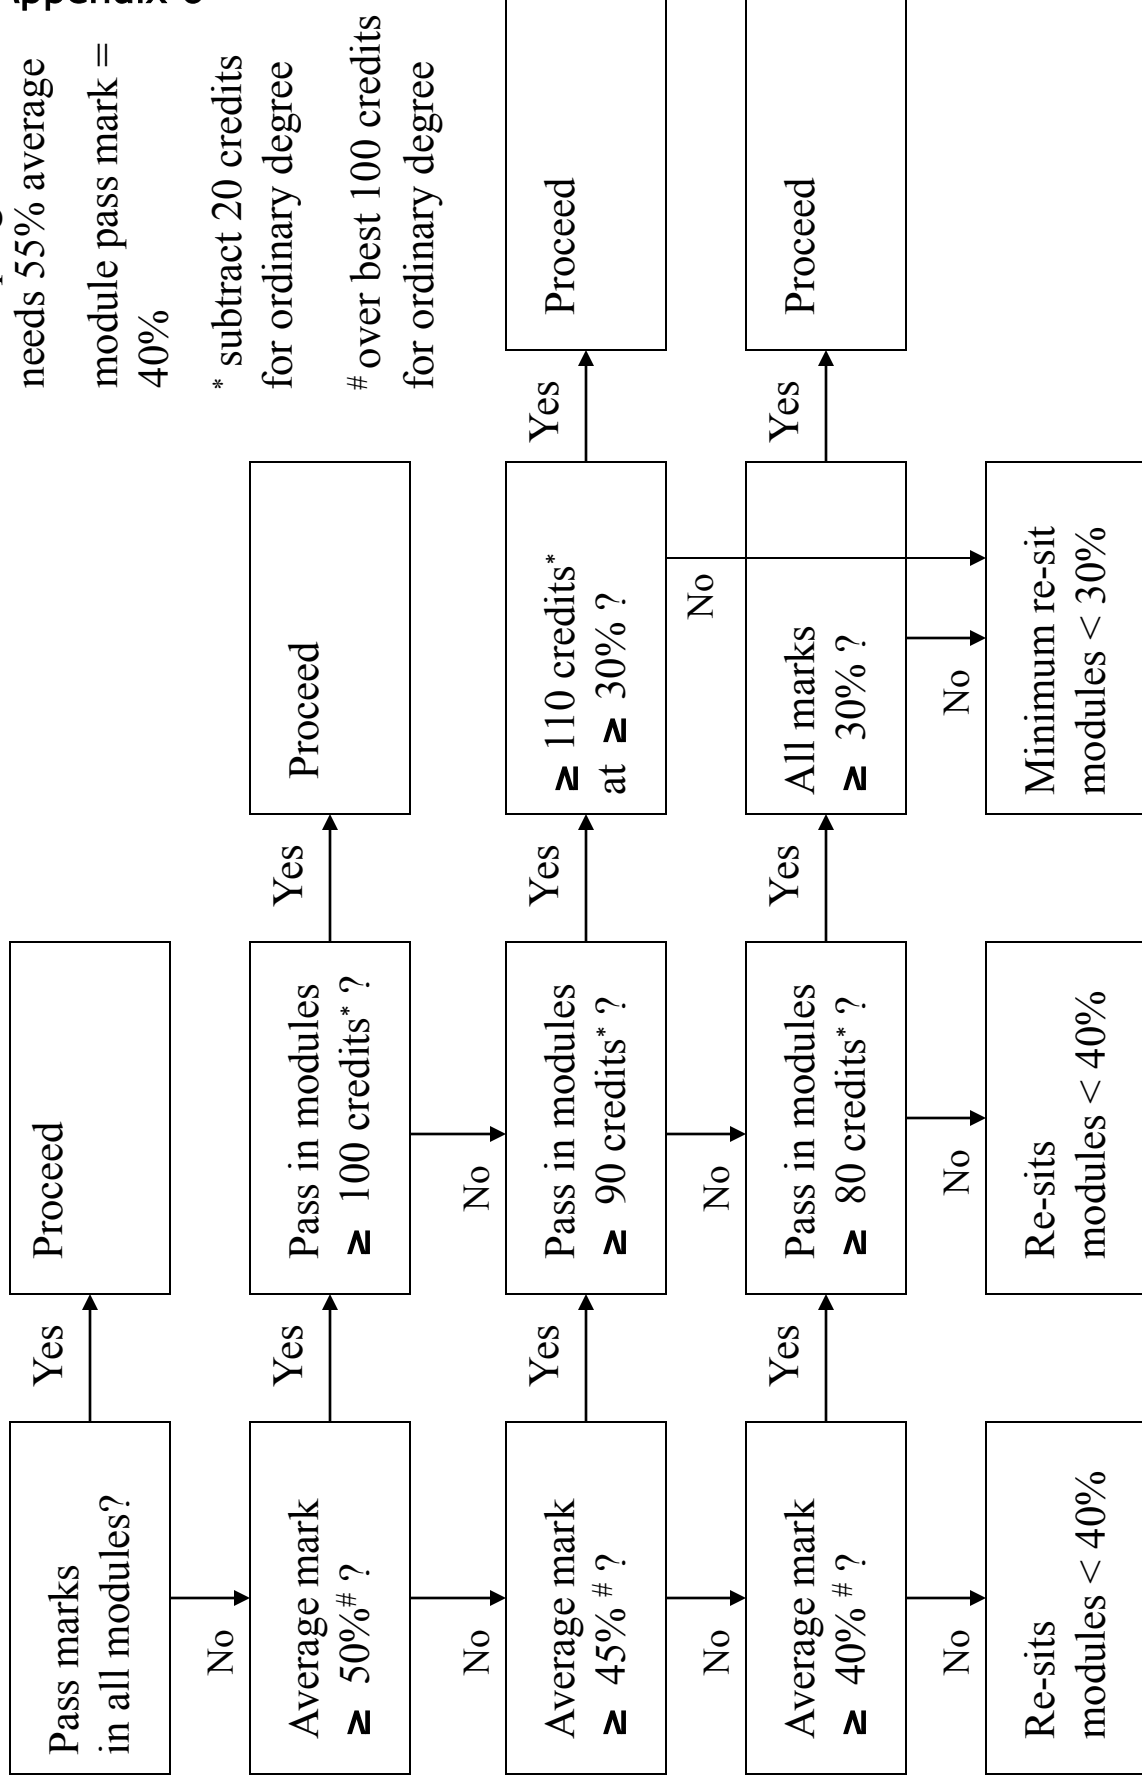 Appendix
needs 55% average
module pass mark =
40%
* subtract 20 credits
for ordinary degree
# over best 100 credits
for ordinary degree
Pass marks
in all modules?
Yes
Proceed
No
Average mark
≥ 50%# ?
Yes
Pass in modules
≥ 100 credits* ?
Yes
Proceed
No
No
Average mark
≥ 45% # ?
Yes
Pass in modules
≥ 90 credits* ?
Yes
≥ 110 credits*
at ≥ 30% ?
Yes
Proceed
No
No
No
Average mark
≥ 40% # ?
Yes
Pass in modules
≥ 80 credits* ?
Yes
All marks
≥ 30% ?
Yes
Proceed
No
No
No
Re-sits
modules < 40%
Re-sits
modules < 40%
Minimum re-sit
modules < 30%